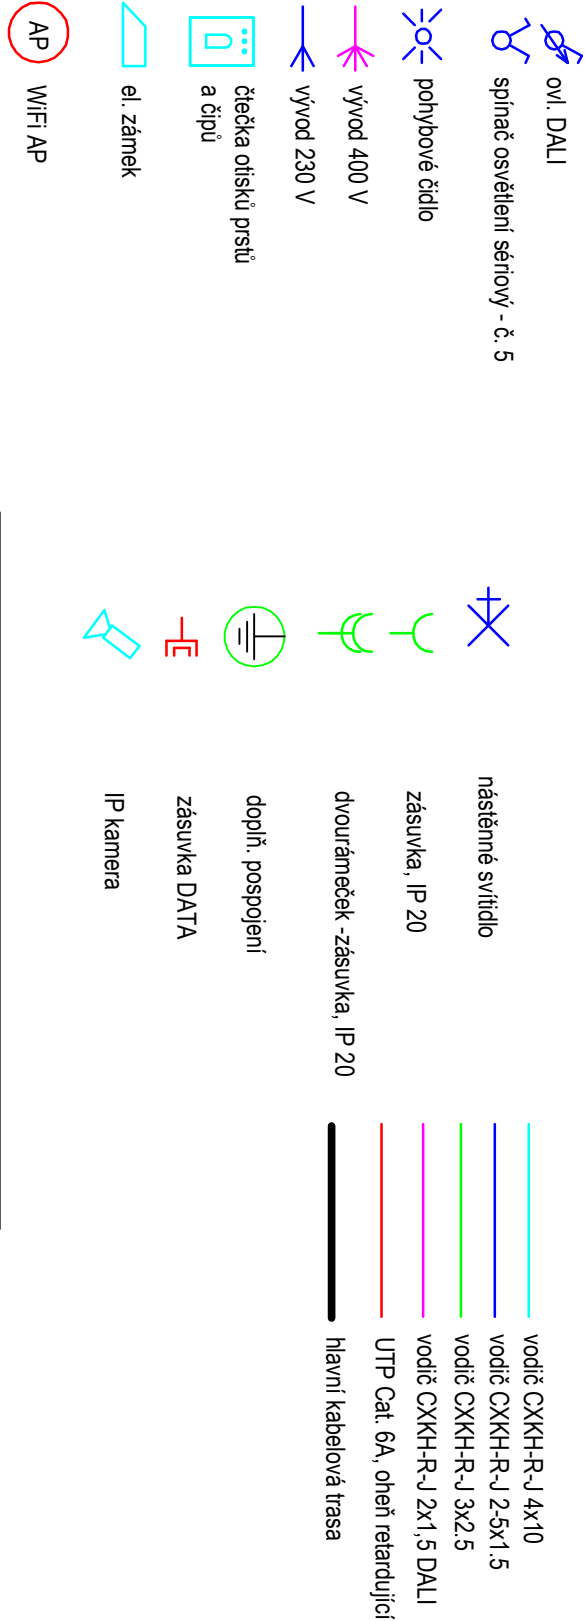 ovl. DALI
spínač osvětlení sériový - č. 5
pohybové čidlo
vývod 400 V
vývod 230 V
čtečka otisků prstů
a čipů
el. zámek
AP
WiFi AP
nástěnné svítidlo
zásuvka, IP 20
dvourámeček -zásuvka, IP 20
doplň. pospojení
zásuvka DATA
IP kamera
vodič CXKH-R-J 4x10
vodič CXKH-R-J 2-5x1.5
vodič CXKH-R-J 3x2.5
vodič CXKH-R-J 2x1,5 DALI
UTP Cat. 6A, oheň retardující
hlavní kabelová trasa